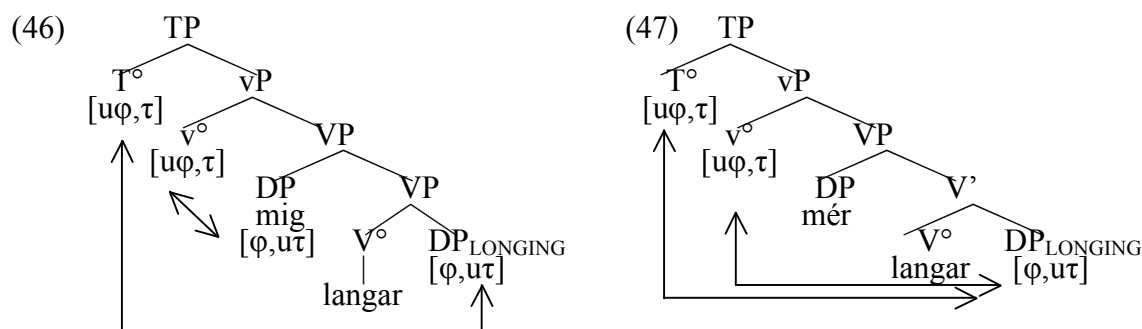 (46) TP (47) TP
T° vP T° vP
[uφ,τ] [uφ,τ]
v° VP v° VP
[uφ,τ] [uφ,τ]
DP VP DP V’
mig mér
[φ,uτ] V° DPLONGING V° DPLONGING
[φ,uτ] langar [φ,uτ]
langar